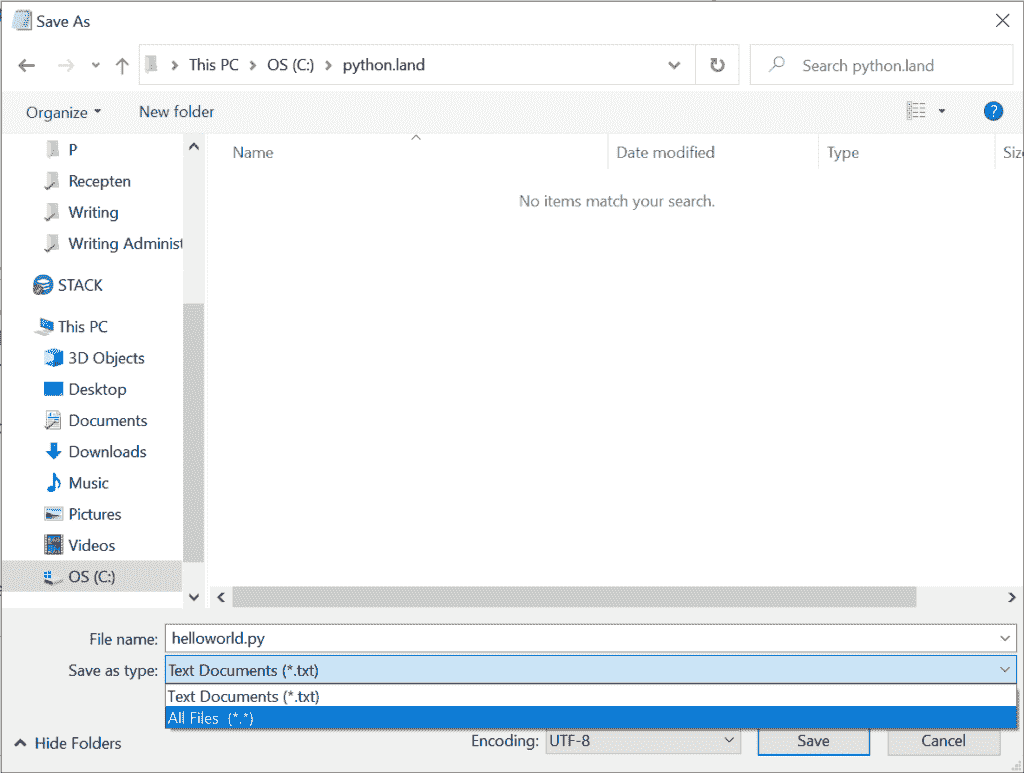 Save As
This PC > OS (C:) > python.land
Search python.land
Organize
New folder
?
Name
Date modified
Type
Siz
No items match your search.
P
Recepten
Writing
Writing Administ
STACK
This PC
3D Objects
Desktop
Documents
Downloads
Music
Pictures
Videos
OS (C:)
File name: helloworld.py
Save as type: Text Documents (*.txt)
Text Documents (*.txt)
All Files (*.*)
Hide Folders
Encoding: UTF-8
Save
Cancel